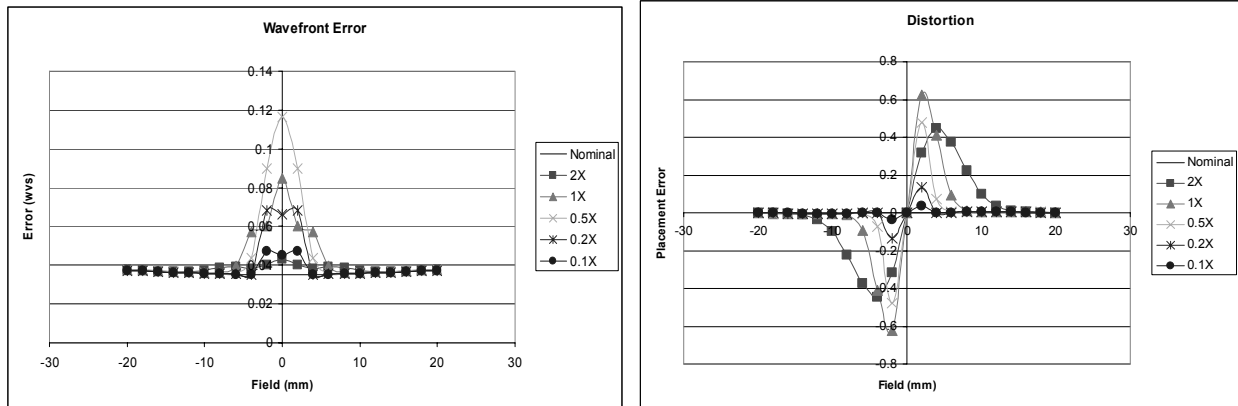 Wavefront Error
0.14
0.12
0.1
0.08
0.06
0.04
0.02
0
-30 -20 -10 0 10 20 30
Error (wvs)
Field (mm)
Nominal
2X
1X
0.5X
0.2X
0.1X
Distortion
0.8
0.6
0.4
0.2
0
-0.2
-0.4
-0.6
-0.8
-30 -20 -10 0 10 20 30
Placement Error
Field (mm)
Nominal
2X
1X
0.5X
0.2X
0.1X